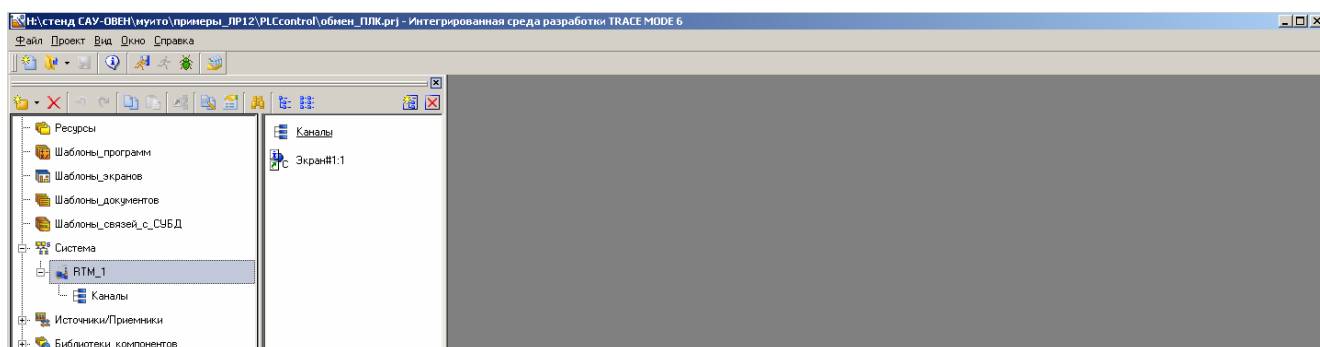 H:\стенд САУ-ОВЕН\муито\примеры_ЛР12\PLCcontrol\обмен_ПЛК.prj - Интегрированная среда разработки TRACE MODE 6
Файл Проект Вид Окно Справка
Ресурсы
Шаблоны_программ
Шаблоны_экранов
Шаблоны_документов
Шаблоны_связей_с_СУБД
Система
RTM_1
Каналы
Источники/Приемники
Библиотеки_компонентов
Каналы
Экран#1:1